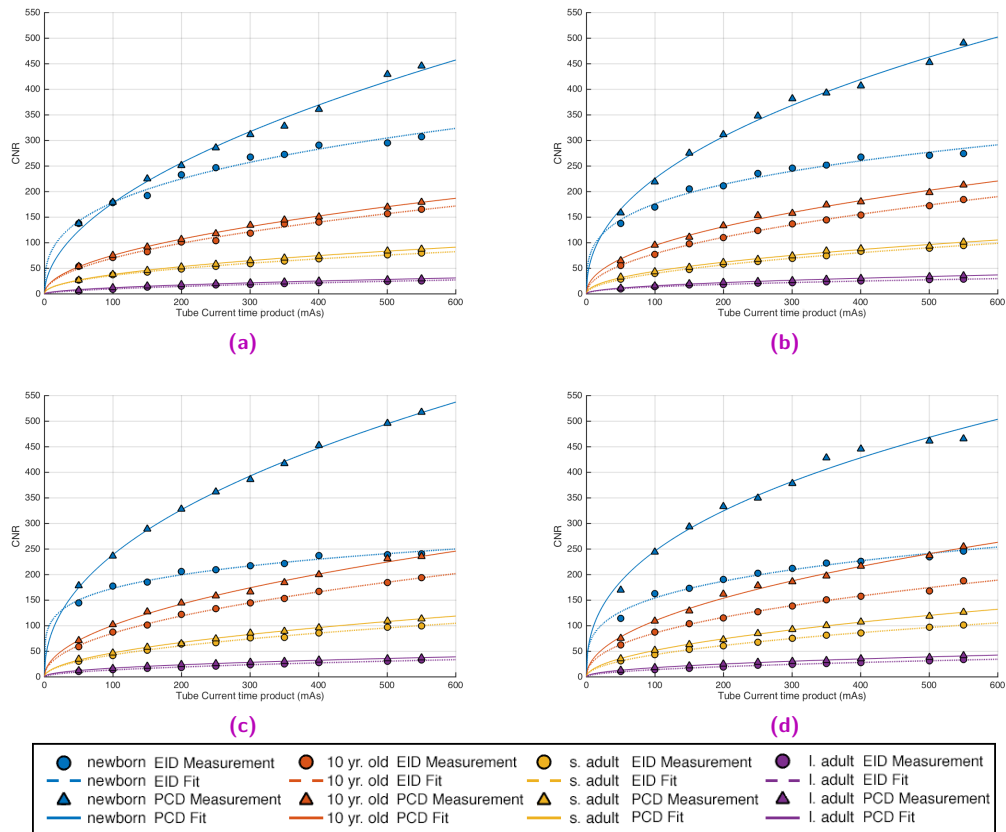 550
500
450
400
350
300
250
200
150
100
50
0
CNR
0 100 200 300 400 500 600
Tube Current time product (mAs)
(a)
550
500
450
400
350
300
250
200
150
100
50
0
CNR
0 100 200 300 400 500 600
Tube Current time product (mAs)
(b)
550
500
450
400
350
300
250
200
150
100
50
0
CNR
0 100 200 300 400 500 600
Tube Current time product (mAs)
(c)
550
500
450
400
350
300
250
200
150
100
50
0
CNR
0 100 200 300 400 500 600
Tube Current time product (mAs)
(d)
newborn EID Measurement 10 yr. old EID Measurement s. adult EID Measurement l. adult EID Measurement
newborn EID Fit 10 yr. old EID Fit s. adult EID Fit l. adult EID Fit
newborn PCD Measurement 10 yr. old PCD Measurement s. adult PCD Measurement l. adult PCD Measurement
newborn PCD Fit 10 yr. old PCD Fit s. adult PCD Fit l. adult PCD Fit